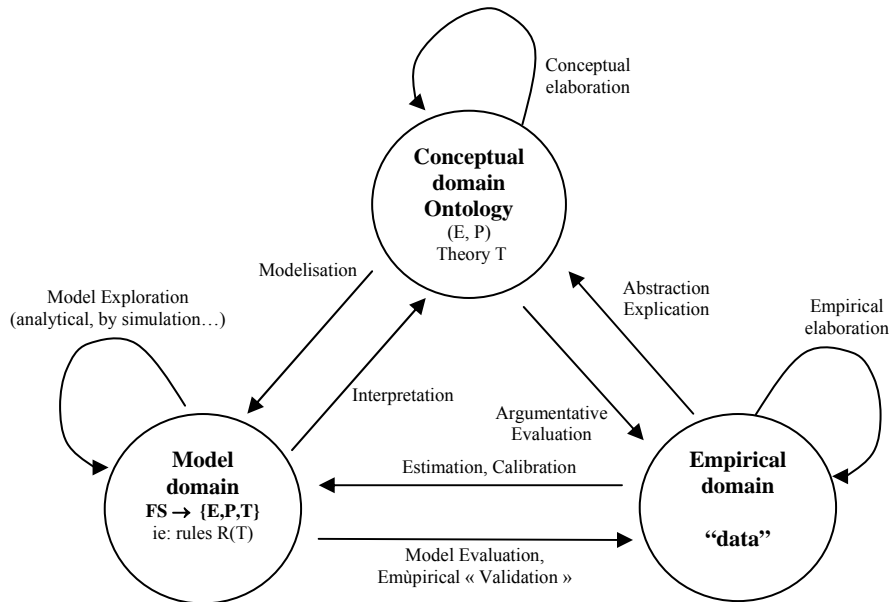 Conceptual
elaboration
Conceptual
domain
Ontology
(E, P)
Theory T
Modelisation
Abstraction
Explication
Model Exploration
(analytical, by simulation…)
Empirical
elaboration
Interpretation
Argumentative
Evaluation
Model
domain
FS → {E,P,T}
ie: rules R(T)
Estimation, Calibration
Empirical
domain
“data”
Model Evaluation,
Emùpirical « Validation »